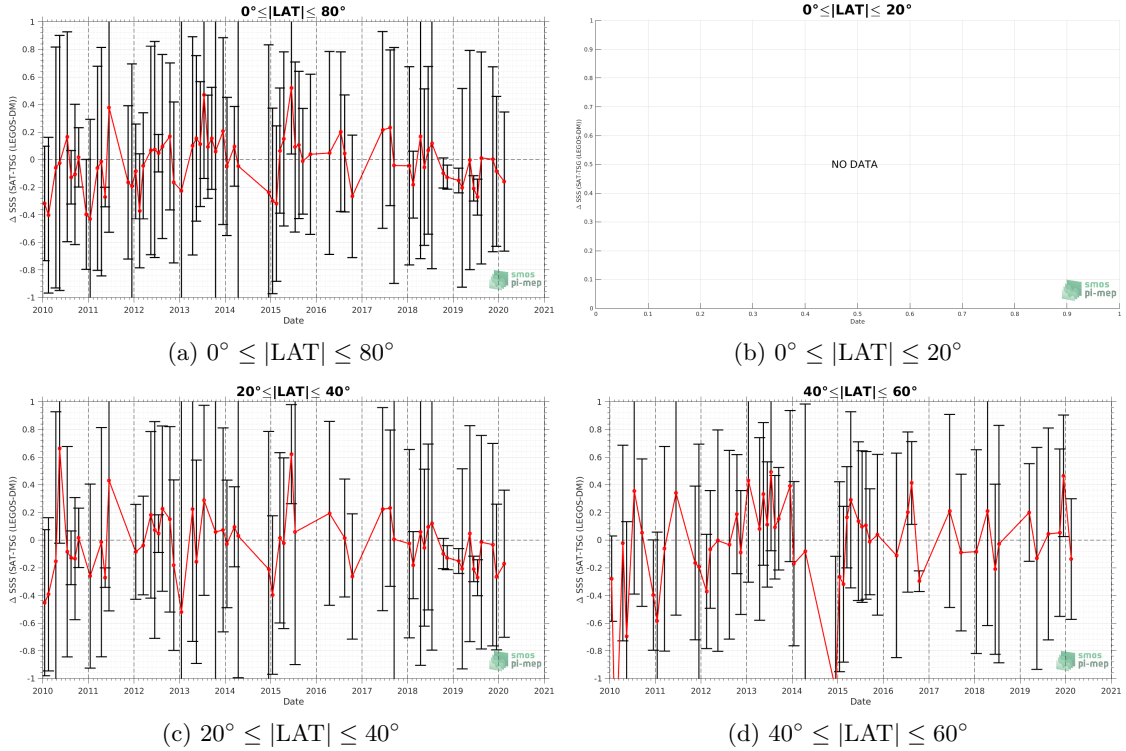 0°≤|LAT|≤ 80°
1
0.8
0.6
0.4
0.2
0
-0.2
-0.4
-0.6
-0.8
-1
Δ SSS (SAT-TSG (LEGOS-DM))
2010 2011 2012 2013 2014 2015 2016 2017 2018 2019 2020 2021
Date
smos
pi-mep
(a) 0° ≤ |LAT| ≤ 80°
0°≤|LAT|≤ 20°
1
0.9
0.8
0.7
0.6
0.5
0.4
0.3
0.2
0.1
0
Δ SSS (SAT-TSG (LEGOS-DM))
NO DATA
0 0.1 0.2 0.3 0.4 0.5 0.6 0.7 0.8 0.9 1
Date
smos
pi-mep
(b) 0° ≤ |LAT| ≤ 20°
20°≤|LAT|≤ 40°
1
0.8
0.6
0.4
0.2
0
-0.2
-0.4
-0.6
-0.8
-1
Δ SSS (SAT-TSG (LEGOS-DM))
2010 2011 2012 2013 2014 2015 2016 2017 2018 2019 2020 2021
Date
smos
pi-mep
(c) 20° ≤ |LAT| ≤ 40°
40°≤|LAT|≤ 60°
1
0.8
0.6
0.4
0.2
0
-0.2
-0.4
-0.6
-0.8
-1
Δ SSS (SAT-TSG (LEGOS-DM))
2010 2011 2012 2013 2014 2015 2016 2017 2018 2019 2020 2021
Date
smos
pi-mep
(d) 40° ≤ |LAT| ≤ 60°